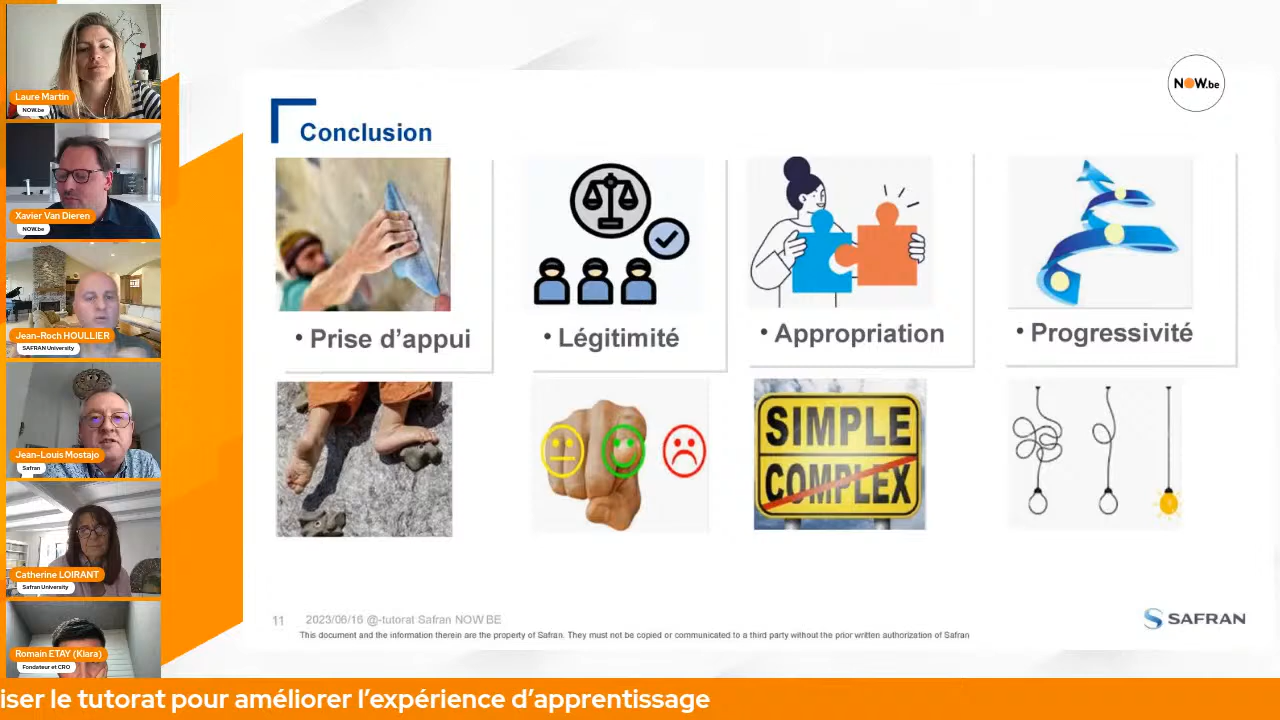 Laure Martin
NOW.be
Xavier Van Dieren
NOW.be
Jean-Roch HOULLIER
SAFRAN University
Jean-Louis Mostajo
Safran
Catherine LOIRANT
Safran University
Romain ETAY (Klara)
Fondateur et CRO
NOW.be
Conclusion
• Prise d’appui
• Légitimité
• Appropriation
• Progressivité
SIMPLE
COMPLEX
11 2023/06/16 @-tutorat Safran NOW.BE
This document and the information therein are the property of Safran. They must not be copied or communicated to a third party without the prior written authorization of Safran
SAFRAN
iser le tutorat pour améliorer l’expérience d’apprentissage